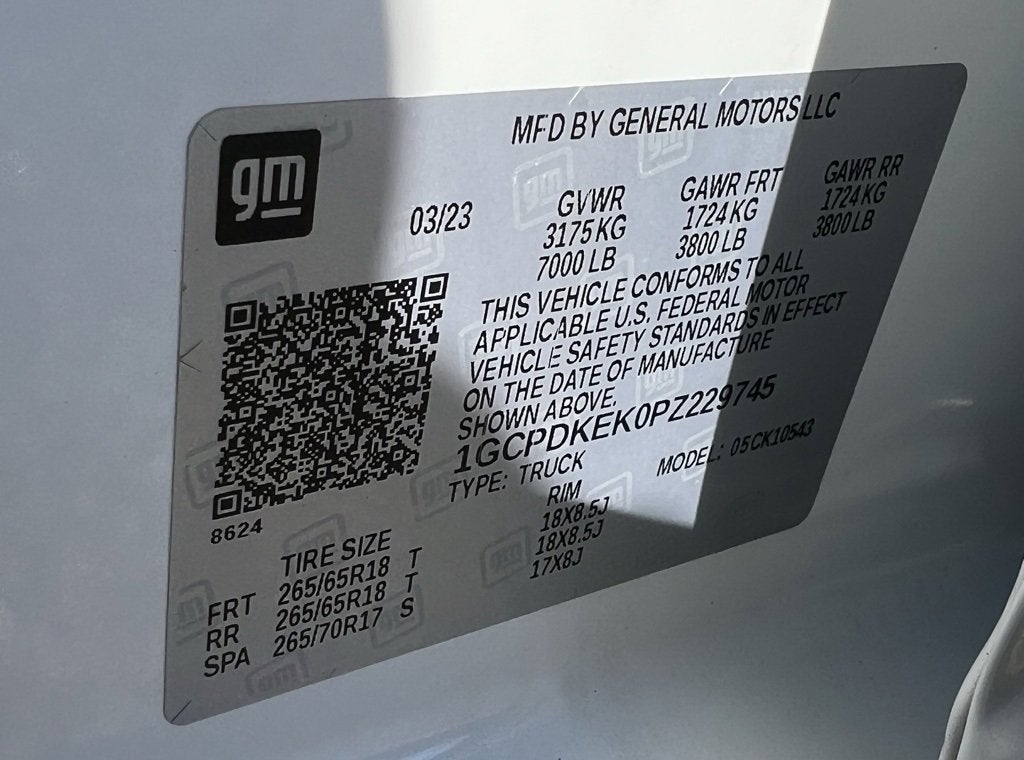 gm
MFD BY GENERAL MOTORS LLC
03/23
GVWR GAWR FRT GAWR RR
3175 KG 1724 KG 1724 KG
7000 LB 3800 LB 3800 LB
THIS VEHICLE CONFORMS TO ALL
APPLICABLE U.S. FEDERAL MOTOR
VEHICLE SAFETY STANDARDS IN EFFECT
ON THE DATE OF MANUFACTURE
SHOWN ABOVE.
1GCPDKEK0PZ229745
TYPE: TRUCK MODEL: 05CK10543
8624
TIRE SIZE RIM
FRT 265/65R18 T 18X8.5J
RR 265/65R18 T 18X8.5J
SPA 265/70R17 S 17X8J